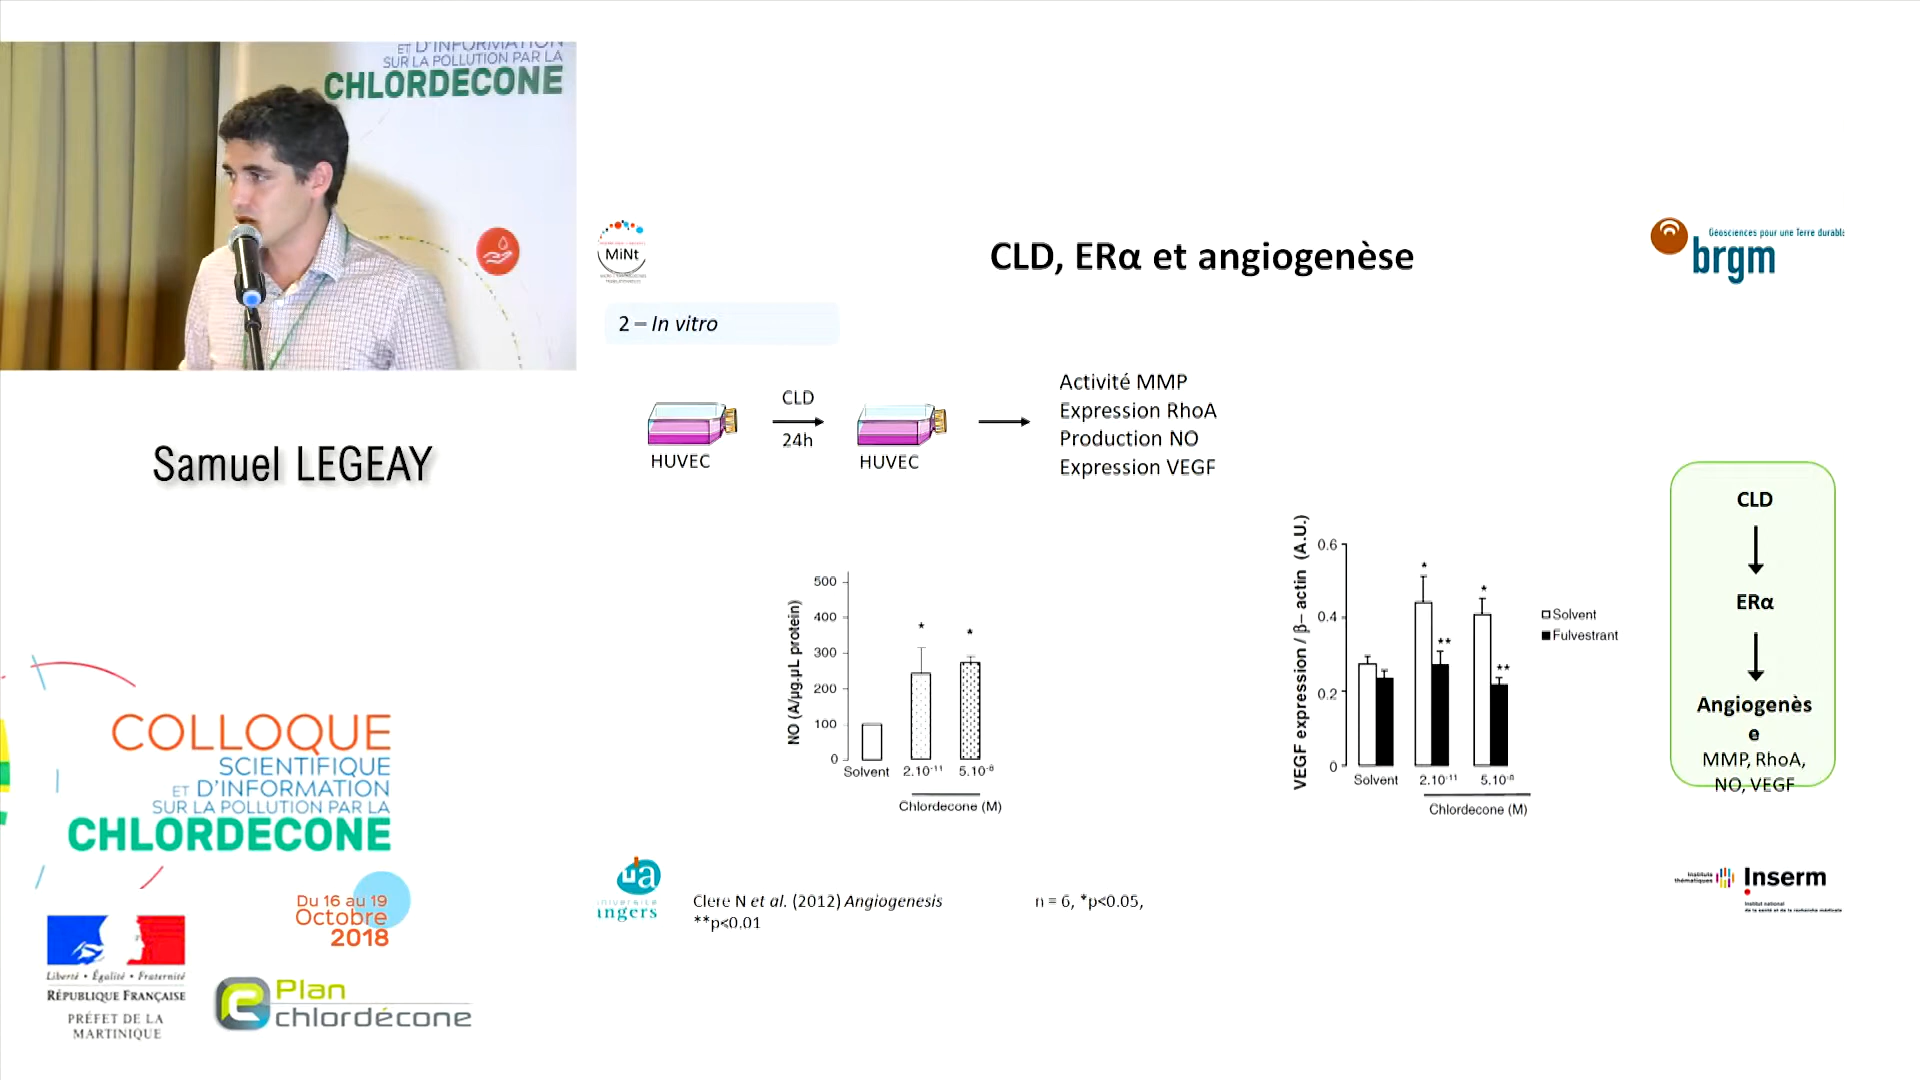 ET D'INFORMATION
SUR LA POLLUTION PAR LA
CHLORDECONE
Samuel LEGEAY
COLLOQUE
SCIENTIFIQUE
ET D'INFORMATION
SUR LA POLLUTION PAR LA
CHLORDECONE
Du 16 au 19
Octobre
2018
Liberté • Égalité • Fraternité
RÉPUBLIQUE FRANÇAISE
PRÉFET DE LA
MARTINIQUE
Plan
chlordécone
MiNt
CLD, ERα et angiogenèse
Géosciences pour une Terre durable
brgm
2 – In vitro
HUVEC
CLD
24h
HUVEC
Activité MMP
Expression RhoA
Production NO
Expression VEGF
NO (A/µg.µL protein)
500
400
300
200
100
0
*
*
Solvent
2.10⁻¹¹
5.10⁻⁸
Chlordecone (M)
VEGF expression / β– actin (A.U.)
0.6
0.4
0.2
0
*
**
*
**
Solvent
2.10⁻¹¹
5.10⁻⁸
Chlordecone (M)
Solvent
Fulvestrant
CLD
ERα
Angiogenès
e
MMP, RhoA,
NO, VEGF
ua
université
angers
Clere N et al. (2012) Angiogenesis n = 6, *p<0.05,
**p<0.01
Instituts
thématiques
Inserm
Institut national
de la santé et de la recherche médicale